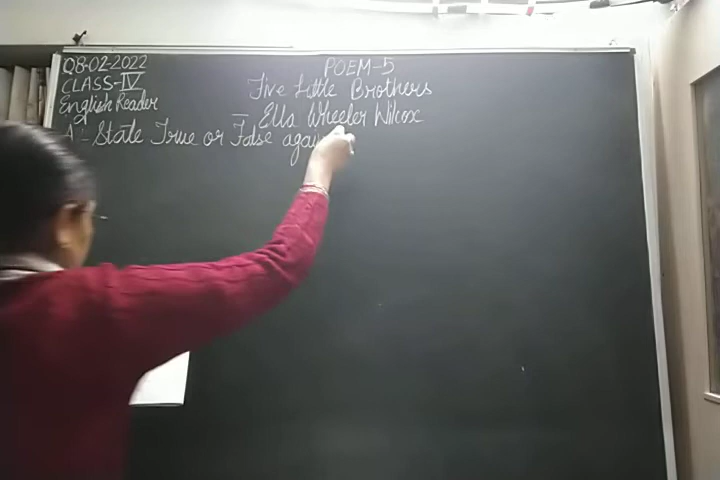 08-02-2022
POEM-5
CLASS-IV
Five Little Brothers
English Reader
- Ella Wheeler Wilcox
A:- State True or False agai